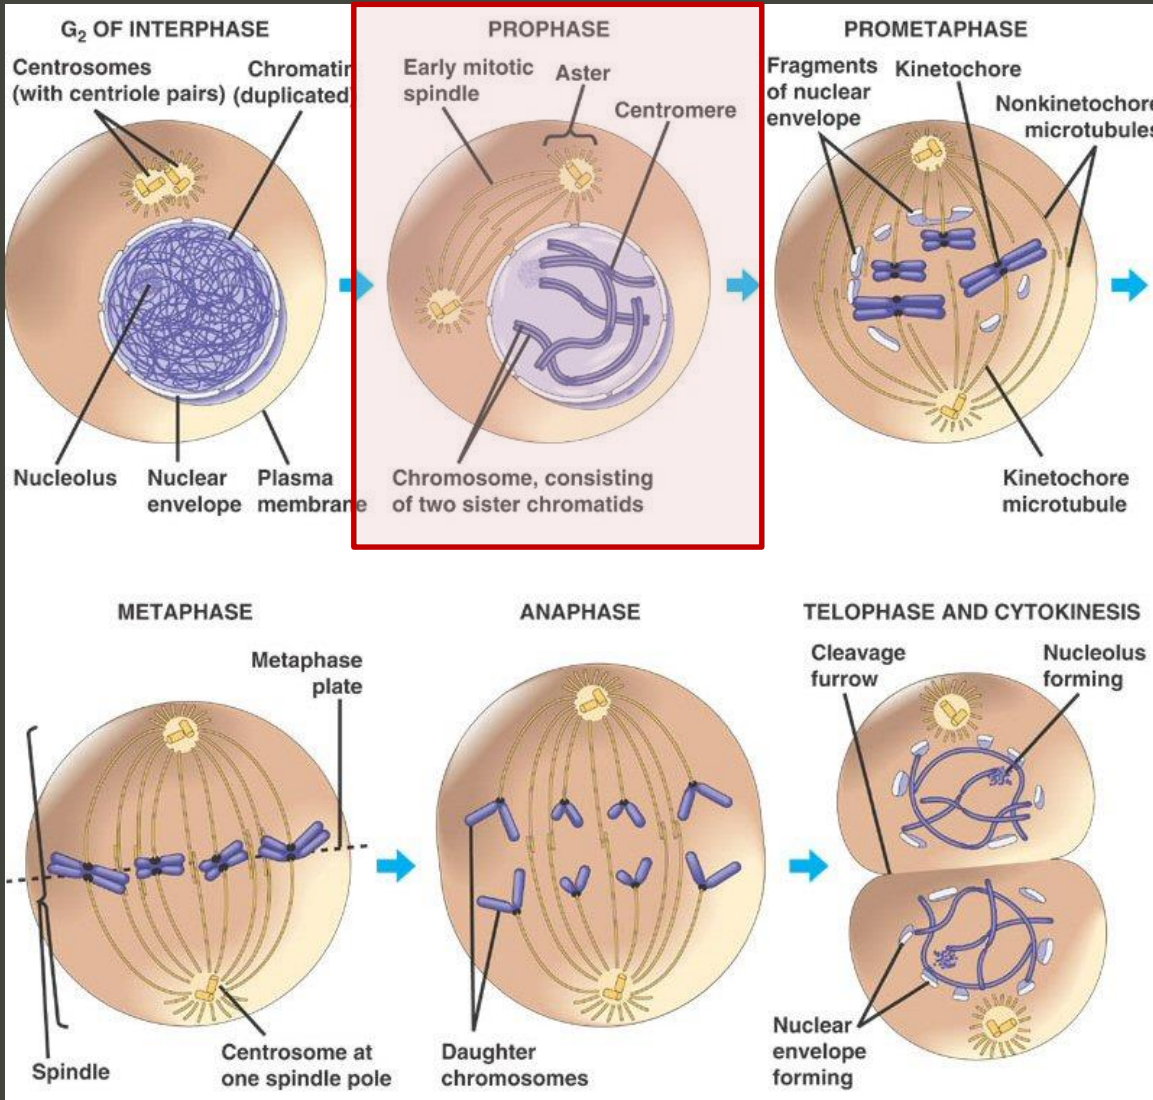 G₂ OF INTERPHASE
Centrosomes
(with centriole pairs)
Chromatin
(duplicated)
Nucleolus
Nuclear
envelope
Plasma
membrane
PROPHASE
Early mitotic
spindle
Aster
Centromere
Chromosome, consisting
of two sister chromatids
PROMETAPHASE
Fragments
of nuclear
envelope
Kinetochore
Nonkinetochore
microtubules
Kinetochore
microtubule
METAPHASE
Metaphase
plate
Spindle
Centrosome at
one spindle pole
ANAPHASE
Daughter
chromosomes
TELOPHASE AND CYTOKINESIS
Cleavage
furrow
Nucleolus
forming
Nuclear
envelope
forming